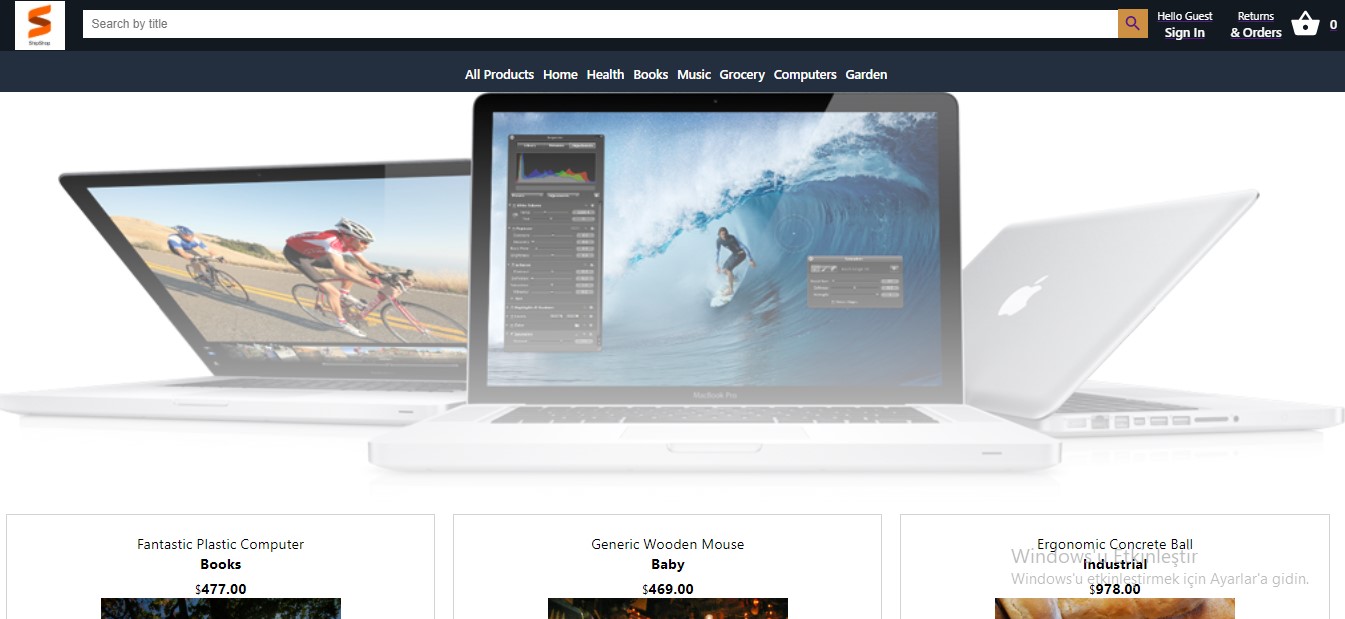 Search by title
Hello Guest
Sign In
Returns
& Orders
0
All Products Home Health Books Music Grocery Computers Garden
MacBook Pro
Fantastic Plastic Computer
Books
$477.00
Generic Wooden Mouse
Baby
$469.00
Ergonomic Concrete Ball
Industrial
$978.00
Windows'u Etkinleştir
Windows'u etkinleştirmek için Ayarlar'a gidin.